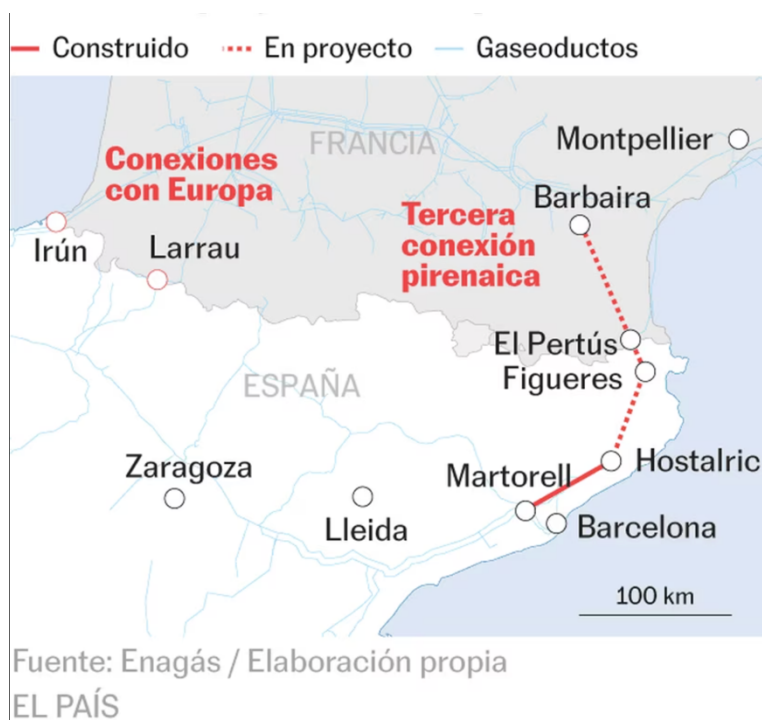 Construido
En proyecto
Gaseoductos
FRANCIA
Montpellier
Conexiones
con Europa
Barbaira
Tercera
conexión
pirenaica
Irún
Larrau
El Pertús
Figueres
ESPAÑA
Zaragoza
Martorell
Hostalric
Lleida
Barcelona
100 km
Fuente: Enagás / Elaboración propia
EL PAÍS